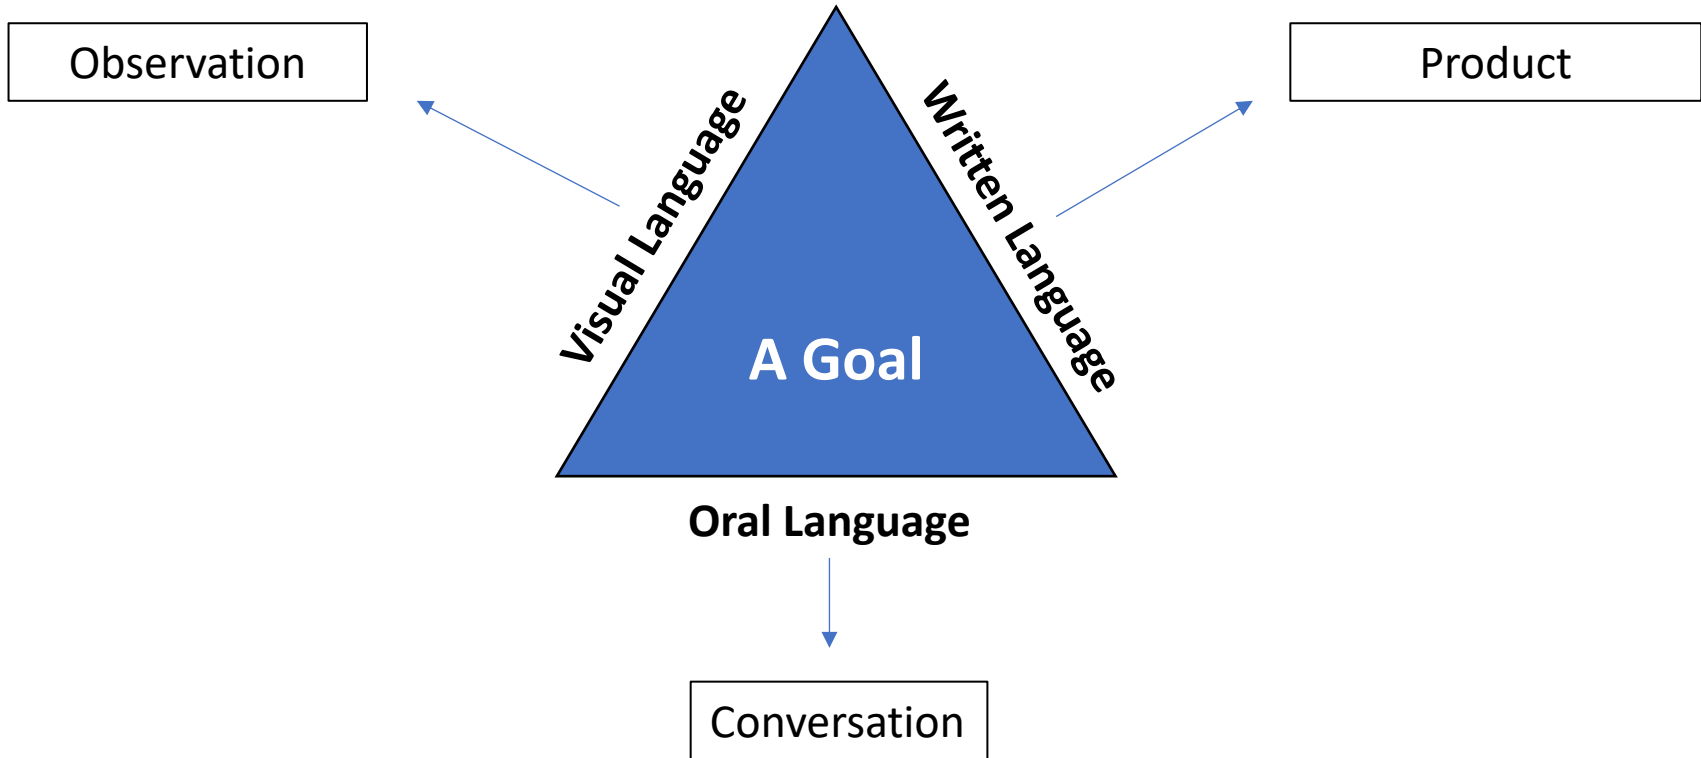 Observation
Product
Visual Language
Written Language
A Goal
Oral Language
Conversation